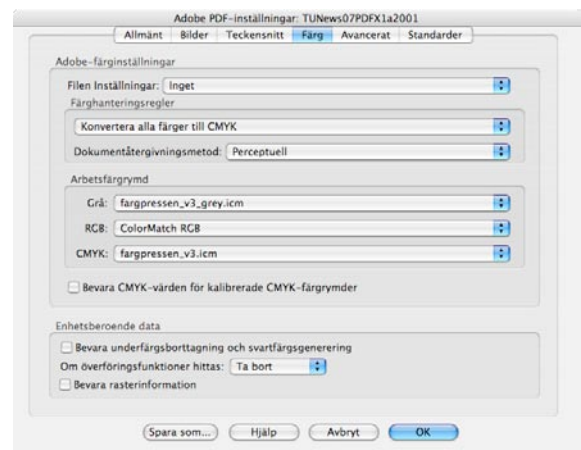 Adobe PDF-inställningar: TUNews07PDFX1a2001
Allmänt Bilder Teckensnitt Färg Avancerat Standarder
Adobe-färginställningar
Filen Inställningar: Inget
Färghanteringsregler
Konvertera alla färger till CMYK
Dokumentåtergivningsmetod: Perceptuell
Arbetsfärgrymd
Grå: fargpressen_v3_grey.icm
RGB: ColorMatch RGB
CMYK: fargpressen_v3.icm
Bevara CMYK-värden för kalibrerade CMYK-färgrymder
Enhetsberoende data
Bevara underfärgsborttagning och svartfärgsgenerering
Om överföringsfunktioner hittas: Ta bort
Bevara rasterinformation
Spara som... Hjälp Avbryt OK